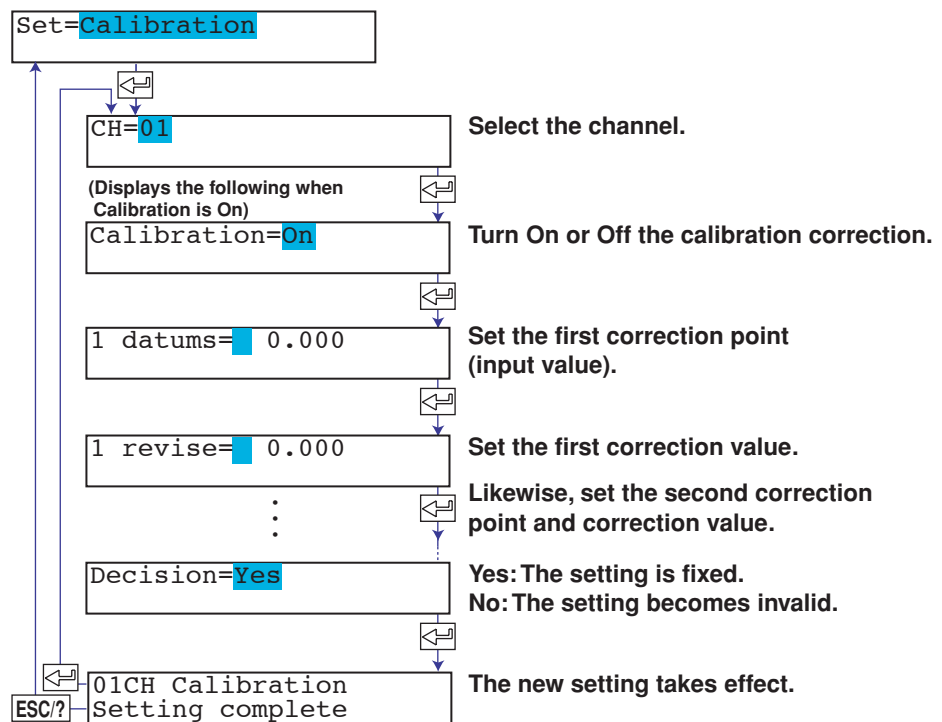 Set=Calibration
CH=01
Select the channel.
(Displays the following when
Calibration is On)
Calibration=On
Turn On or Off the calibration correction.
1 datums=  0.000
Set the first correction point
(input value).
1 revise=  0.000
Set the first correction value.
Likewise, set the second correction
point and correction value.
Decision=Yes
Yes: The setting is fixed.
No: The setting becomes invalid.
01CH Calibration
Setting complete
The new setting takes effect.
ESC/?